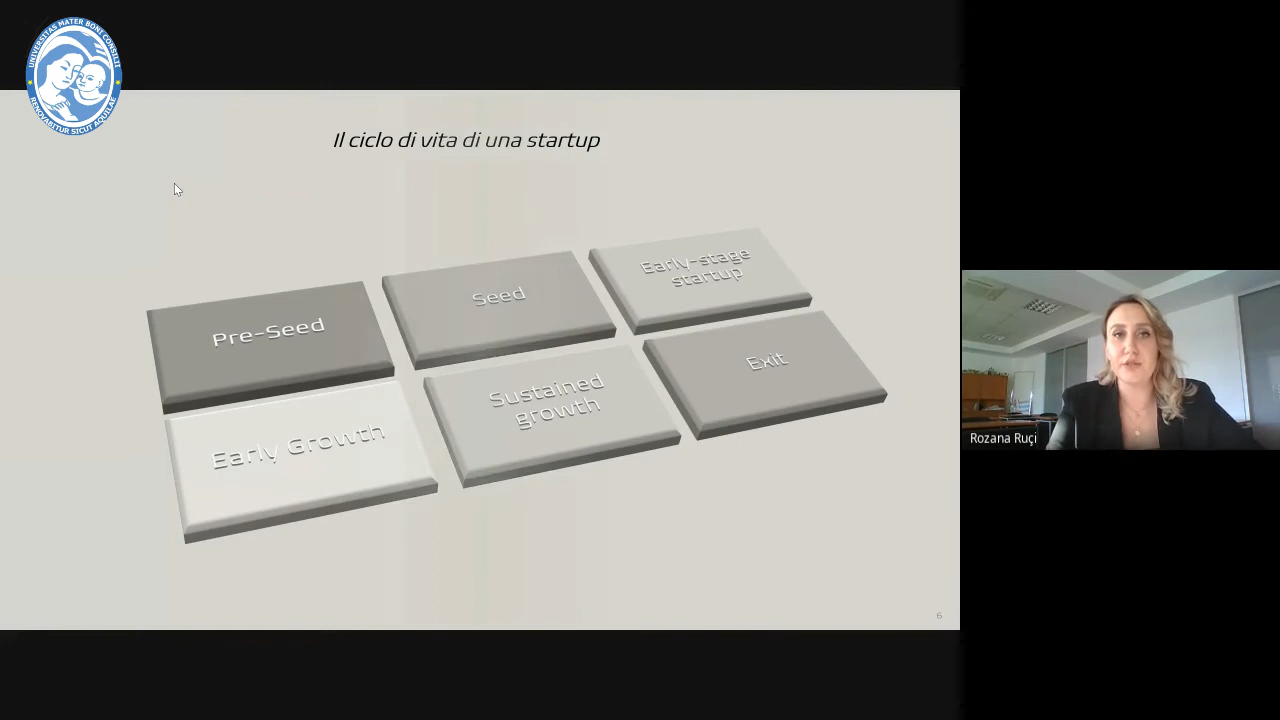 UNIVERSITAS MATER BONI CONSILII
RENOVABITUR SICUT AQUILAE
Il ciclo di vita di una startup
Pre-Seed
Seed
Early-stage
startup
Early Growth
Sustained
growth
Exit
Rozana Ruçi
6